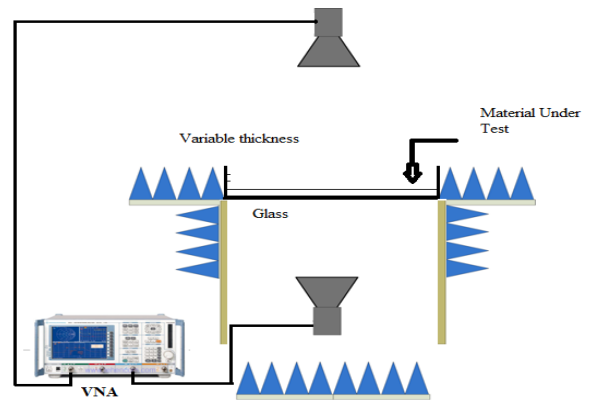 Material Under
Test
Variable thickness
Glass
VNA